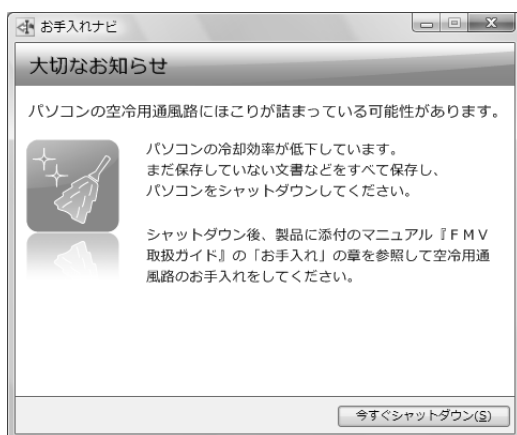 お手入れナビ
大切なお知らせ
パソコンの空冷用通風路にほこりが詰まっている可能性があります。
パソコンの冷却効率が低下しています。
まだ保存していない文書などをすべて保存し、
パソコンをシャットダウンしてください。
シャットダウン後、製品に添付のマニュアル『ＦＭＶ
取扱ガイド』の「お手入れ」の章を参照して空冷用通
風路のお手入れをしてください。
今すぐシャットダウン(S)